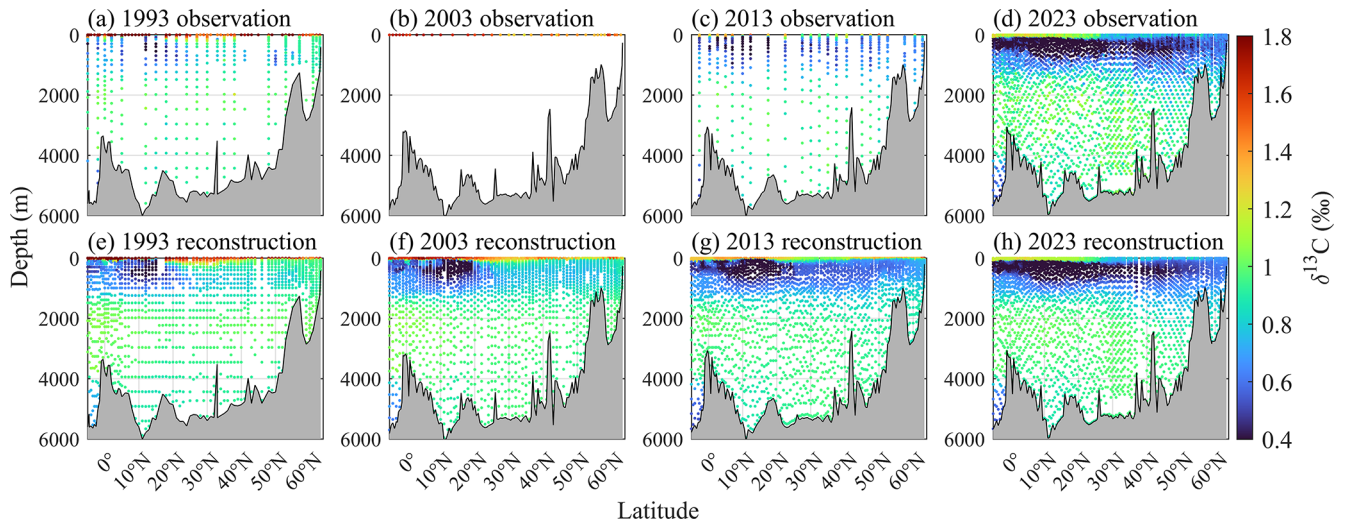 (a) 1993 observation (b) 2003 observation (c) 2013 observation (d) 2023 observation
0 0 0 0 1.8
2000 2000 2000 2000 1.6
4000 4000 4000 4000 1.4
6000 6000 6000 6000 1.2
(e) 1993 reconstruction (f) 2003 reconstruction (g) 2013 reconstruction (h) 2023 reconstruction
0 0 0 0 1
2000 2000 2000 2000 0.8
4000 4000 4000 4000 0.6
6000 6000 6000 6000 0.4
0° 10°N 20°N 30°N 40°N 50°N 60°N 0° 10°N 20°N 30°N 40°N 50°N 60°N 0° 10°N 20°N 30°N 40°N 50°N 60°N 0° 10°N 20°N 30°N 40°N 50°N 60°N
Depth (m)
Latitude
δ¹³C (‰)